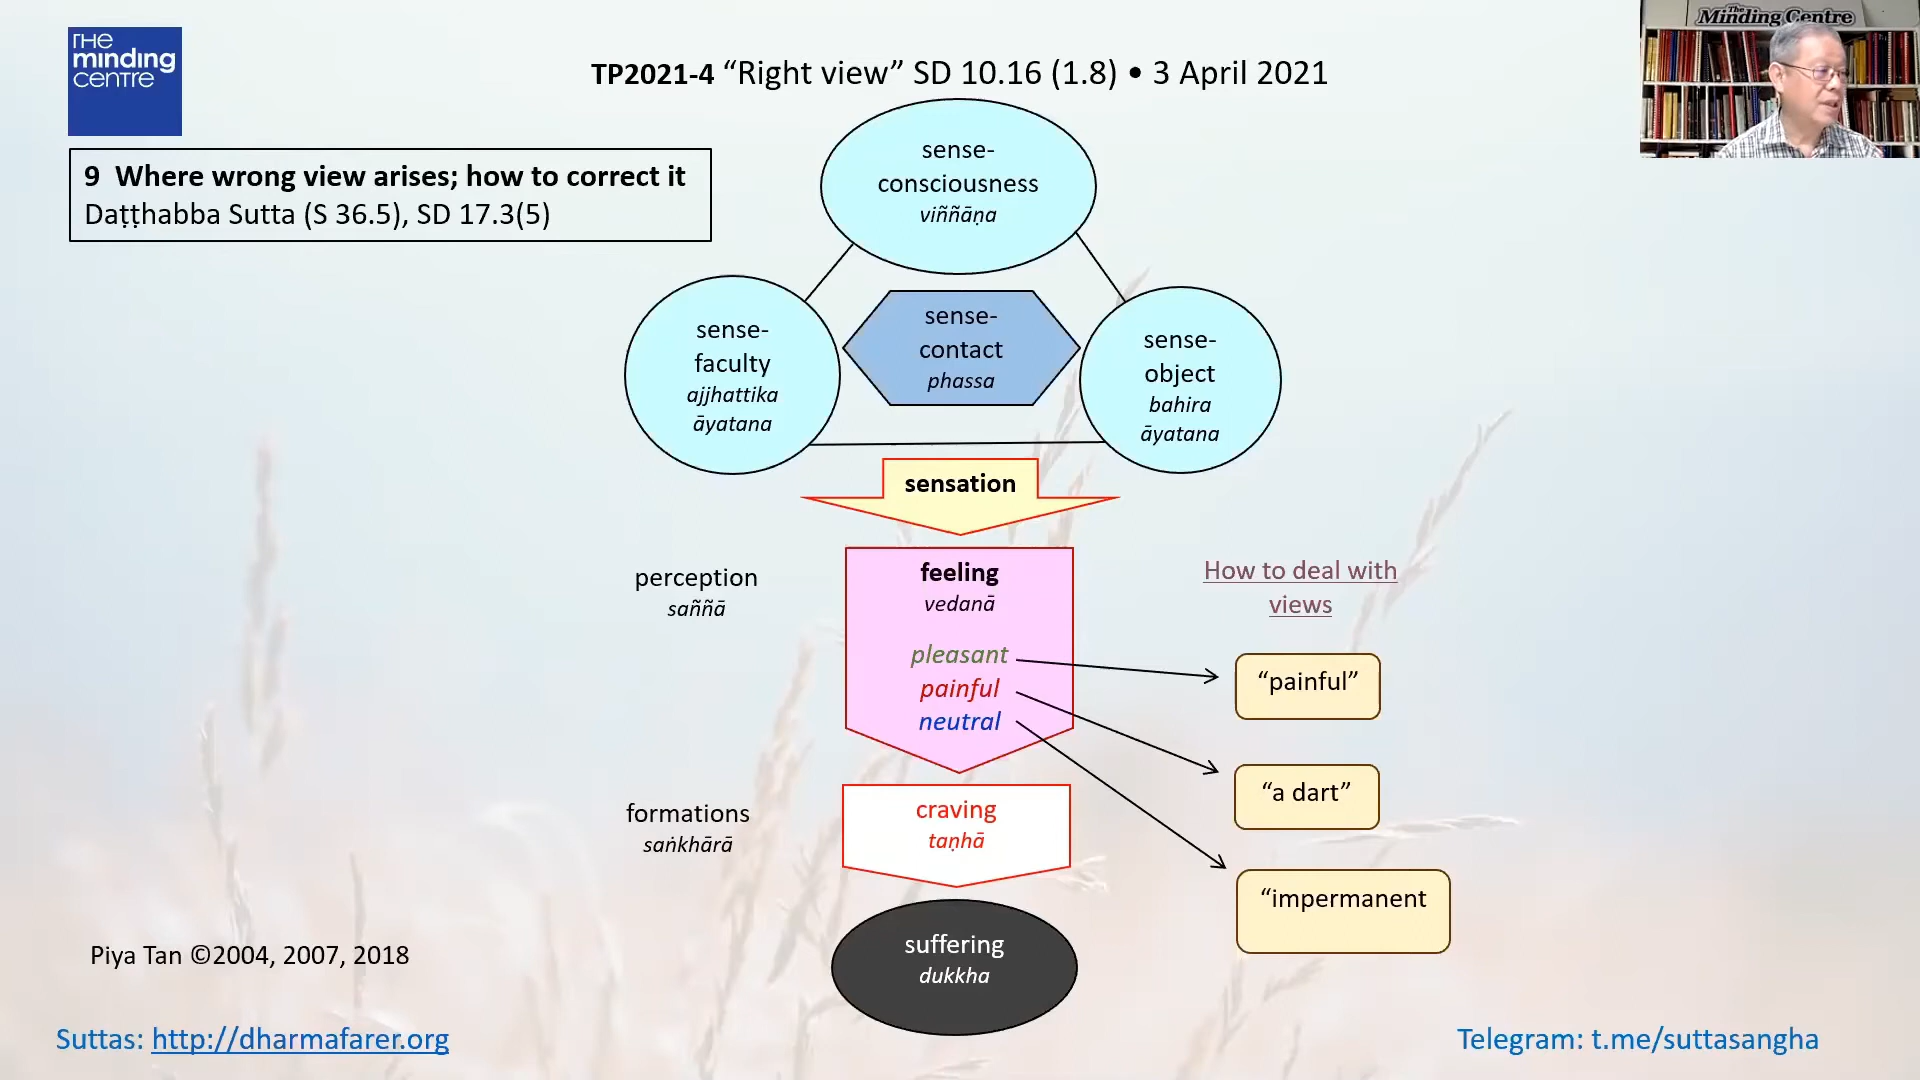 THE
minding
centre
TP2021-4 “Right view” SD 10.16 (1.8) • 3 April 2021
The
Minding Centre
9 Where wrong view arises; how to correct it
Daṭṭhabba Sutta (S 36.5), SD 17.3(5)
sense-
consciousness
viññāṇa
sense-
faculty
ajjhattika
āyatana
sense-
contact
phassa
sense-
object
bahira
āyatana
sensation
perception
saññā
feeling
vedanā
pleasant
painful
neutral
How to deal with
views
“painful”
“a dart”
“impermanent
formations
saṅkhārā
craving
taṇhā
suffering
dukkha
Piya Tan ©2004, 2007, 2018
Suttas: http://dharmafarer.org
Telegram: t.me/suttasangha